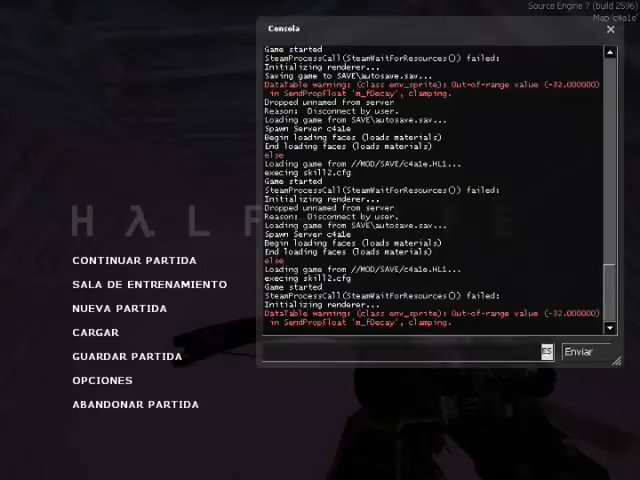 Source Engine 7 (build 2596)
Map 'c4a1e'
Consola
Game started
SteamProcessCall(SteamWaitForResources()) failed:
Initializing renderer...
Saving game to SAVE\autosave.sav...
DataTable warning: (class env_sprite): Out-of-range value (-32.000000)
in SendPropFloat 'm_fDecay', clamping.
Dropped unnamed from server
Reason:  Disconnect by user.
Loading game from SAVE\autosave.sav...
Spawn Server c4a1e
Begin loading faces (loads materials)
End loading faces (loads materials)
else
Loading game from //MOD/SAVE/c4a1e.HL1...
execing skill2.cfg
Game started
SteamProcessCall(SteamWaitForResources()) failed:
Initializing renderer...
Dropped unnamed from server
Reason:  Disconnect by user.
Loading game from SAVE\autosave.sav...
Spawn Server c4a1e
Begin loading faces (loads materials)
End loading faces (loads materials)
else
Loading game from //MOD/SAVE/c4a1e.HL1...
execing skill2.cfg
Game started
SteamProcessCall(SteamWaitForResources()) failed:
Initializing renderer...
DataTable warning: (class env_sprite): Out-of-range value (-32.000000)
in SendPropFloat 'm_fDecay', clamping.
ES
Enviar
HλLF
E
CONTINUAR PARTIDA
SALA DE ENTRENAMIENTO
NUEVA PARTIDA
CARGAR
GUARDAR PARTIDA
OPCIONES
ABANDONAR PARTIDA